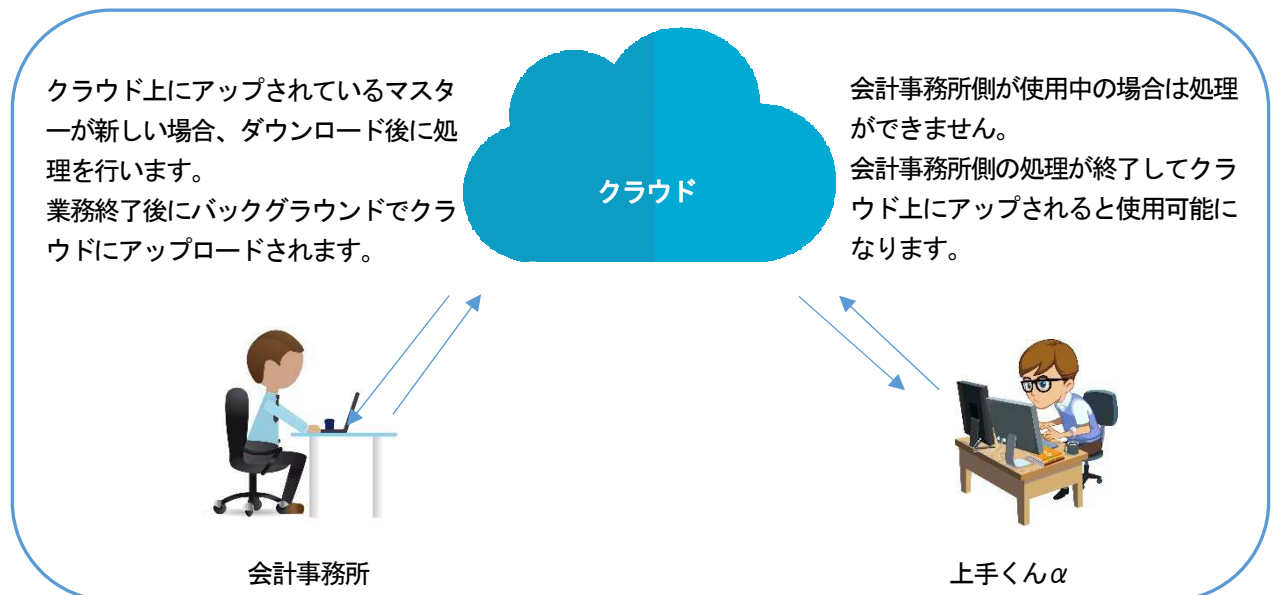 クラウド上にアップされているマスタ
ーが新しい場合、ダウンロード後に処
理を行います。
業務終了後にバックグラウンドでクラ
ウドにアップロードされます。
クラウド
会計事務所側が使用中の場合は処理
ができません。
会計事務所側の処理が終了してクラ
ウド上にアップされると使用可能に
なります。
会計事務所
上手くんα